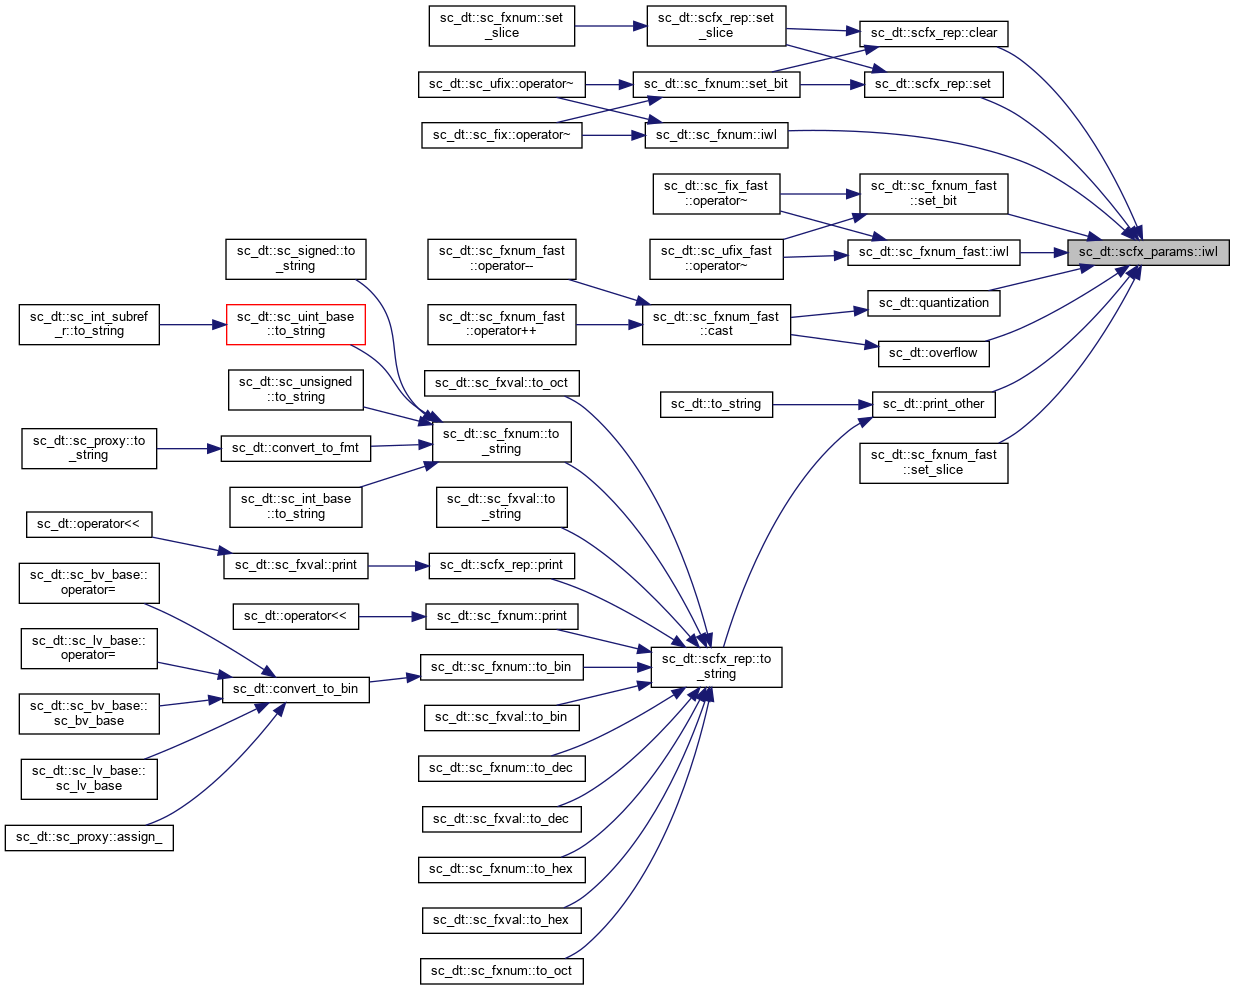 sc_dt::sc_fxnum::set
_slice
sc_dt::scfx_rep::set
_slice
sc_dt::scfx_rep::clear
sc_dt::sc_ufix::operator~
sc_dt::sc_fxnum::set_bit
sc_dt::scfx_rep::set
sc_dt::sc_fix::operator~
sc_dt::sc_fxnum::iwl
sc_dt::sc_fix_fast
::operator~
sc_dt::sc_fxnum_fast
::set_bit
sc_dt::sc_signed::to
_string
sc_dt::sc_fxnum_fast
::operator--
sc_dt::sc_ufix_fast
::operator~
sc_dt::sc_fxnum_fast::iwl
sc_dt::scfx_params::iwl
sc_dt::sc_int_subref
_r::to_string
sc_dt::sc_uint_base
::to_string
sc_dt::sc_fxnum_fast
::operator++
sc_dt::sc_fxnum_fast
::cast
sc_dt::quantization
sc_dt::overflow
sc_dt::sc_unsigned
::to_string
sc_dt::sc_fxval::to_oct
sc_dt::to_string
sc_dt::print_other
sc_dt::sc_proxy::to
_string
sc_dt::convert_to_fmt
sc_dt::sc_fxnum::to
_string
sc_dt::sc_fxnum_fast
::set_slice
sc_dt::sc_int_base
::to_string
sc_dt::sc_fxval::to
_string
sc_dt::operator<<
sc_dt::sc_fxval::print
sc_dt::scfx_rep::print
sc_dt::sc_bv_base::
operator=
sc_dt::operator<<
sc_dt::sc_fxnum::print
sc_dt::sc_lv_base::
operator=
sc_dt::sc_fxnum::to_bin
sc_dt::scfx_rep::to
_string
sc_dt::convert_to_bin
sc_dt::sc_bv_base::
sc_bv_base
sc_dt::sc_fxval::to_bin
sc_dt::sc_lv_base::
sc_lv_base
sc_dt::sc_fxnum::to_dec
sc_dt::sc_proxy::assign_
sc_dt::sc_fxval::to_dec
sc_dt::sc_fxnum::to_hex
sc_dt::sc_fxval::to_hex
sc_dt::sc_fxnum::to_oct